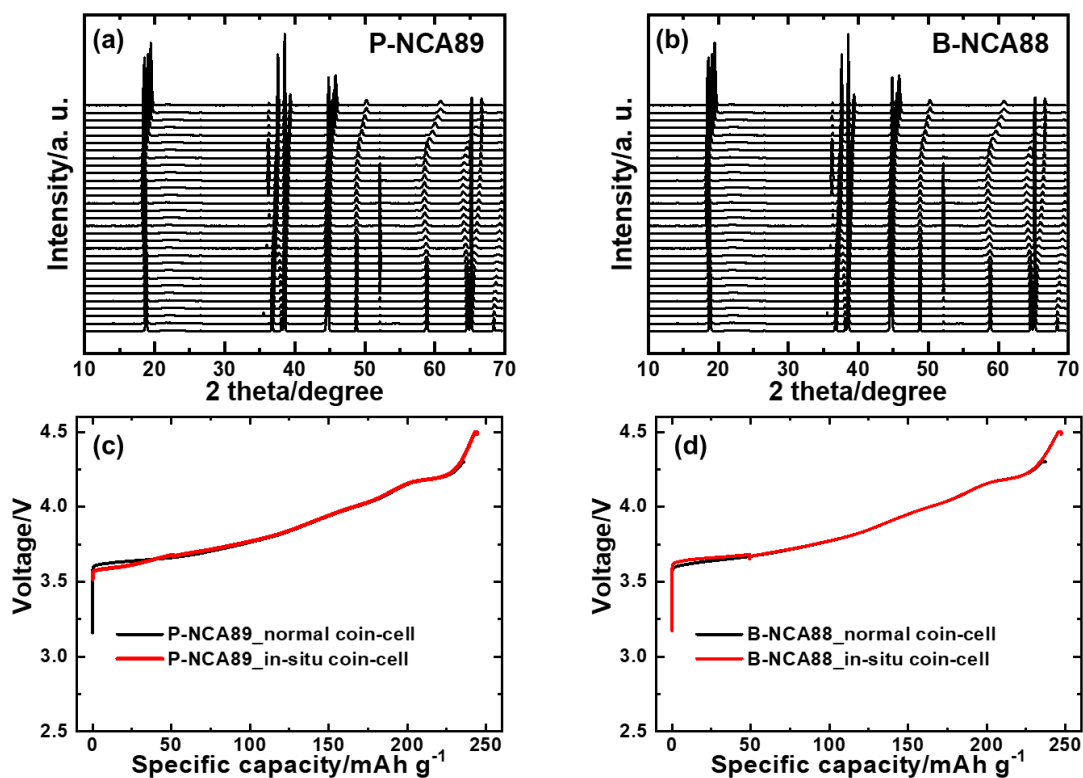 (a)
P-NCA89
Intensity/a. u.
10 20 30 40 50 60 70
2 theta/degree
(b)
B-NCA88
Intensity/a. u.
10 20 30 40 50 60 70
2 theta/degree
(c)
4.5
4.0
3.5
3.0
2.5
Voltage/V
P-NCA89_normal coin-cell
P-NCA89_in-situ coin-cell
0 50 100 150 200 250
Specific capacity/mAh g-1
(d)
4.5
4.0
3.5
3.0
2.5
Voltage/V
B-NCA88_normal coin-cell
B-NCA88_in-situ coin-cell
0 50 100 150 200 250
Specific capacity/mAh g-1